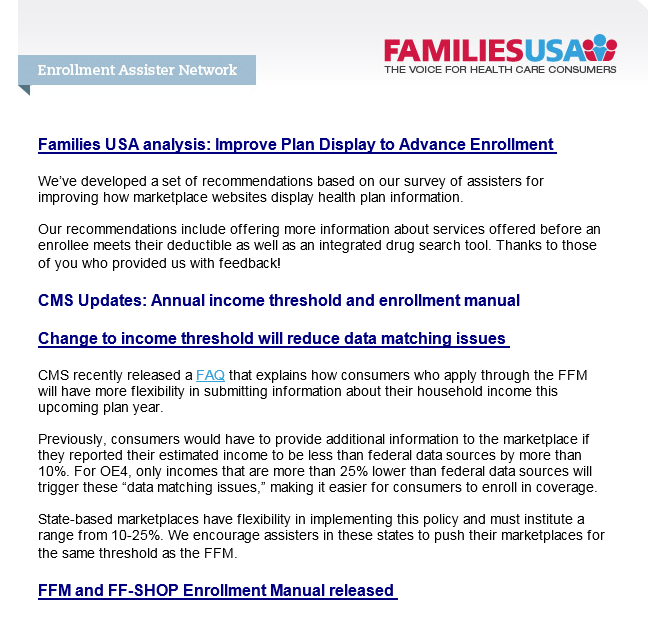 FAMILIESUSA
THE VOICE FOR HEALTH CARE CONSUMERS
Enrollment Assister Network
Families USA analysis: Improve Plan Display to Advance Enrollment
We’ve developed a set of recommendations based on our survey of assisters for
improving how marketplace websites display health plan information.
Our recommendations include offering more information about services offered before an
enrollee meets their deductible as well as an integrated drug search tool. Thanks to those
of you who provided us with feedback!
CMS Updates: Annual income threshold and enrollment manual
Change to income threshold will reduce data matching issues
CMS recently released a FAQ that explains how consumers who apply through the FFM
will have more flexibility in submitting information about their household income this
upcoming plan year.
Previously, consumers would have to provide additional information to the marketplace if
they reported their estimated income to be less than federal data sources by more than
10%. For OE4, only incomes that are more than 25% lower than federal data sources will
trigger these “data matching issues,” making it easier for consumers to enroll in coverage.
State-based marketplaces have flexibility in implementing this policy and must institute a
range from 10-25%. We encourage assisters in these states to push their marketplaces for
the same threshold as the FFM.
FFM and FF-SHOP Enrollment Manual released